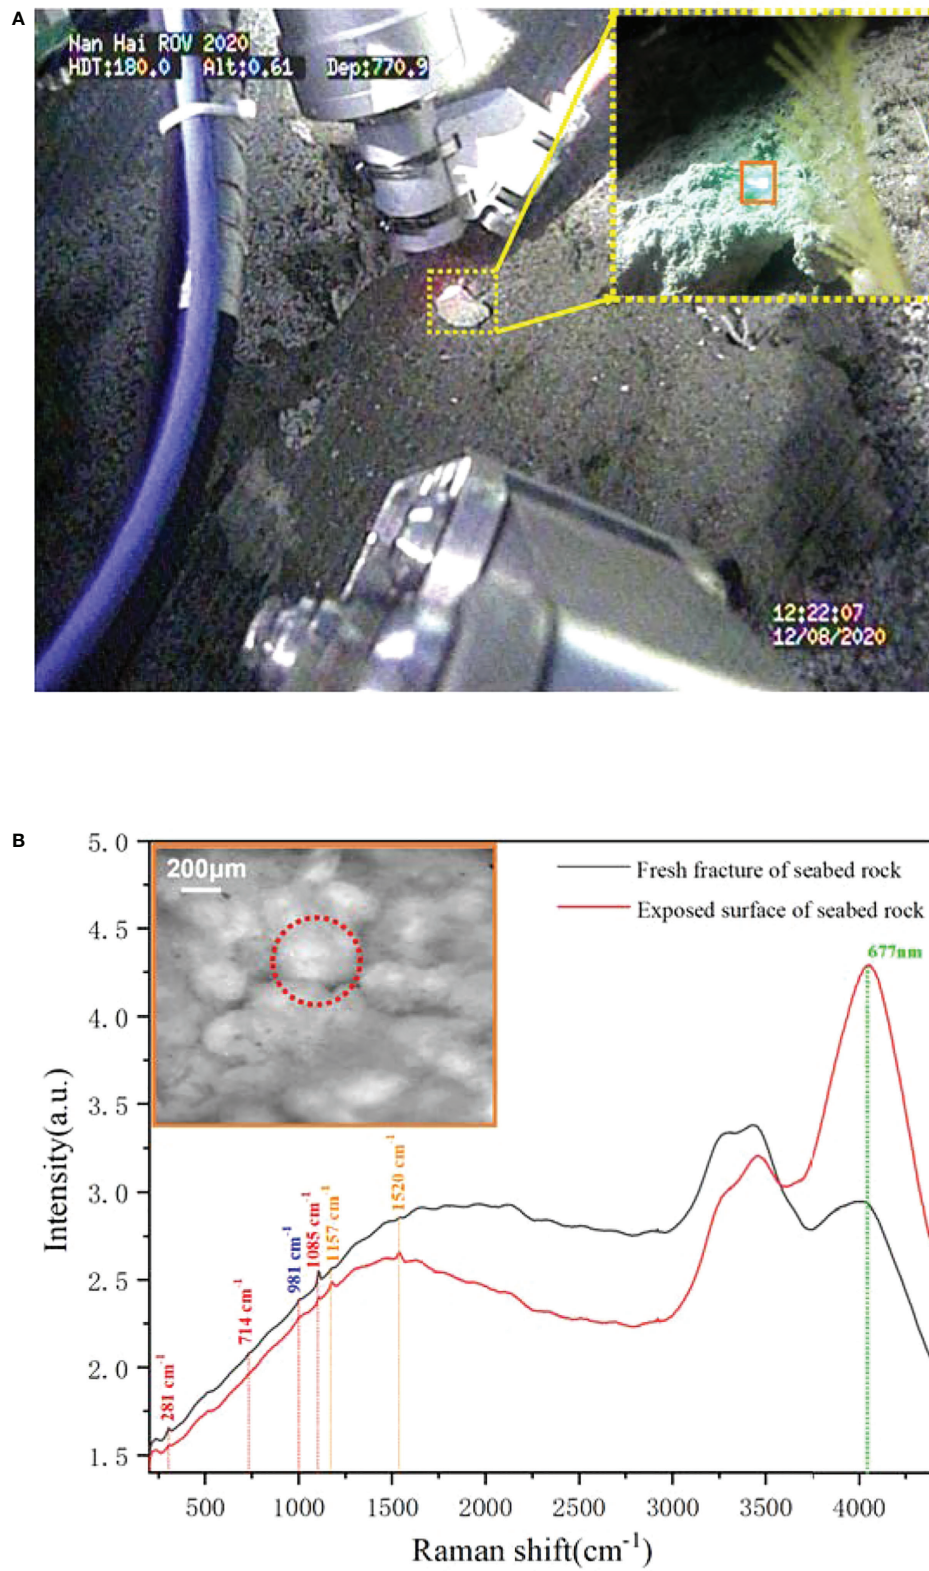 A
Nan Hai ROV 2020
HDT:180.0 Alt:0.61 Dep:770.9
12:22:07
12/08/2020
B
200μm
Fresh fracture of seabed rock
Exposed surface of seabed rock
677nm
281 cm⁻¹
714 cm⁻¹
981 cm⁻¹
1085 cm⁻¹
1157 cm⁻¹
1520 cm⁻¹
5.0
4.5
4.0
3.5
3.0
2.5
2.0
1.5
Intensity(a.u.)
500 1000 1500 2000 2500 3000 3500 4000
Raman shift(cm⁻¹)